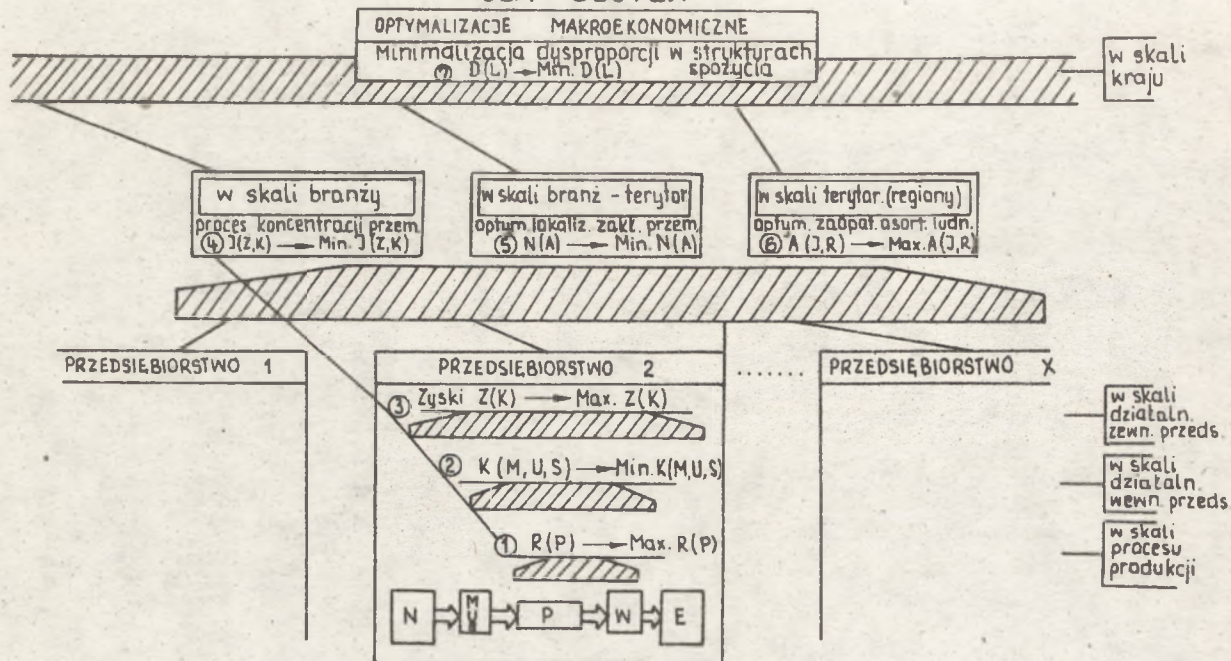 OPTYMALIZACJE MAKROEKONOMICZNE
Minimalizacja dysproporcji w strukturach
⑦ D(L) → Min. D(L) spożycia
w skali
kraju
w skali branży
proces koncentracji przem.
④ J(Z,K) → Min. J(Z,K)
w skali branż - terytor.
optym. lokaliz. zakł. przem.
⑤ N(A) → Min. N(A)
w skali terytor. (regiony)
optym. zaopat. asort. ludn.
⑥ A(J,R) → Max. A(J,R)
PRZEDSIĘBIORSTWO 1
PRZEDSIĘBIORSTWO 2
.......
PRZEDSIĘBIORSTWO X
③ Zyski Z(K) → Max. Z(K)
w skali
działaln.
zewn. przeds.
② K(M,U,S) → Min. K(M,U,S)
w skali
działaln.
wewn. przeds.
① R(P) → Max. R(P)
w skali
procesu
produkcji
N
P
W
E